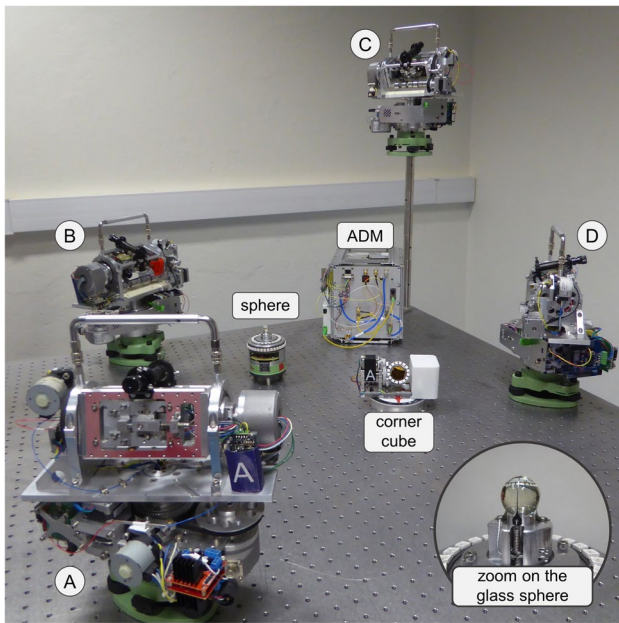 C
B
D
ADM
sphere
A
corner
cube
A
A
zoom on the
glass sphere